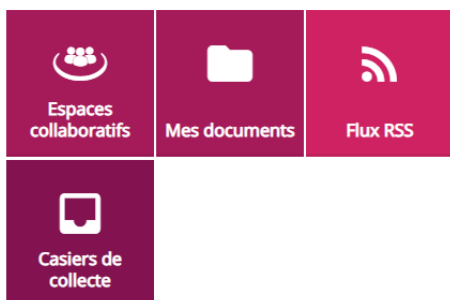 Espaces
collaboratifs
Mes documents
Flux RSS
Casiers de
collecte